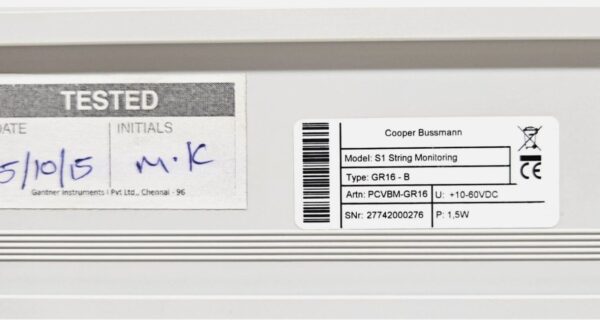 TESTED
DATE INITIALS
5/10/15 M.K
Gantner Instruments I Pvt Ltd., Chennai - 96
Cooper Bussmann
Model: S1 String Monitoring
Type: GR16 - B
Artn: PCVBM-GR16 U: +10-60VDC
SNr: 27742000276 P: 1,5W
CE